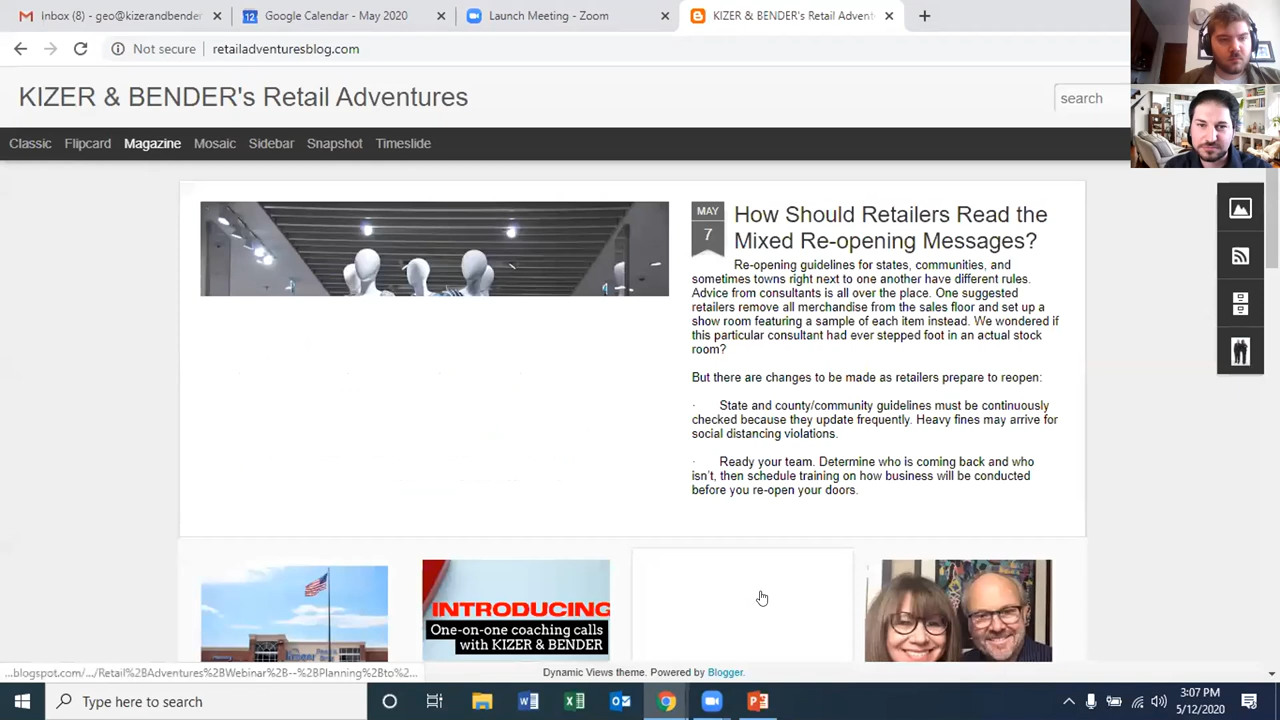 Inbox (8) - geo@kizerandbender
Google Calendar - May 2020
Launch Meeting - Zoom
KIZER & BENDER's Retail Advent
Not secure
retailadventuresblog.com
KIZER & BENDER's Retail Adventures
search
Classic Flipcard Magazine Mosaic Sidebar Snapshot Timeslide
MAY
7
How Should Retailers Read the
Mixed Re-opening Messages?
Re-opening guidelines for states, communities, and
sometimes towns right next to one another have different rules.
Advice from consultants is all over the place. One suggested
retailers remove all merchandise from the sales floor and set up a
show room featuring a sample of each item instead. We wondered if
this particular consultant had ever stepped foot in an actual stock
room?
But there are changes to be made as retailers prepare to reopen:
· State and county/community guidelines must be continuously
checked because they update frequently. Heavy fines may arrive for
social distancing violations.
· Ready your team. Determine who is coming back and who
isn't, then schedule training on how business will be conducted
before you re-open your doors.
INTRODUCING
One-on-one coaching calls
with KIZER & BENDER
..blogspot.com/.../Retail%2BAdventures%2BWebinar%2B--%2BPlanning%2Bto%2...
Dynamic Views theme. Powered by Blogger.
Type here to search
3:07 PM
5/12/2020